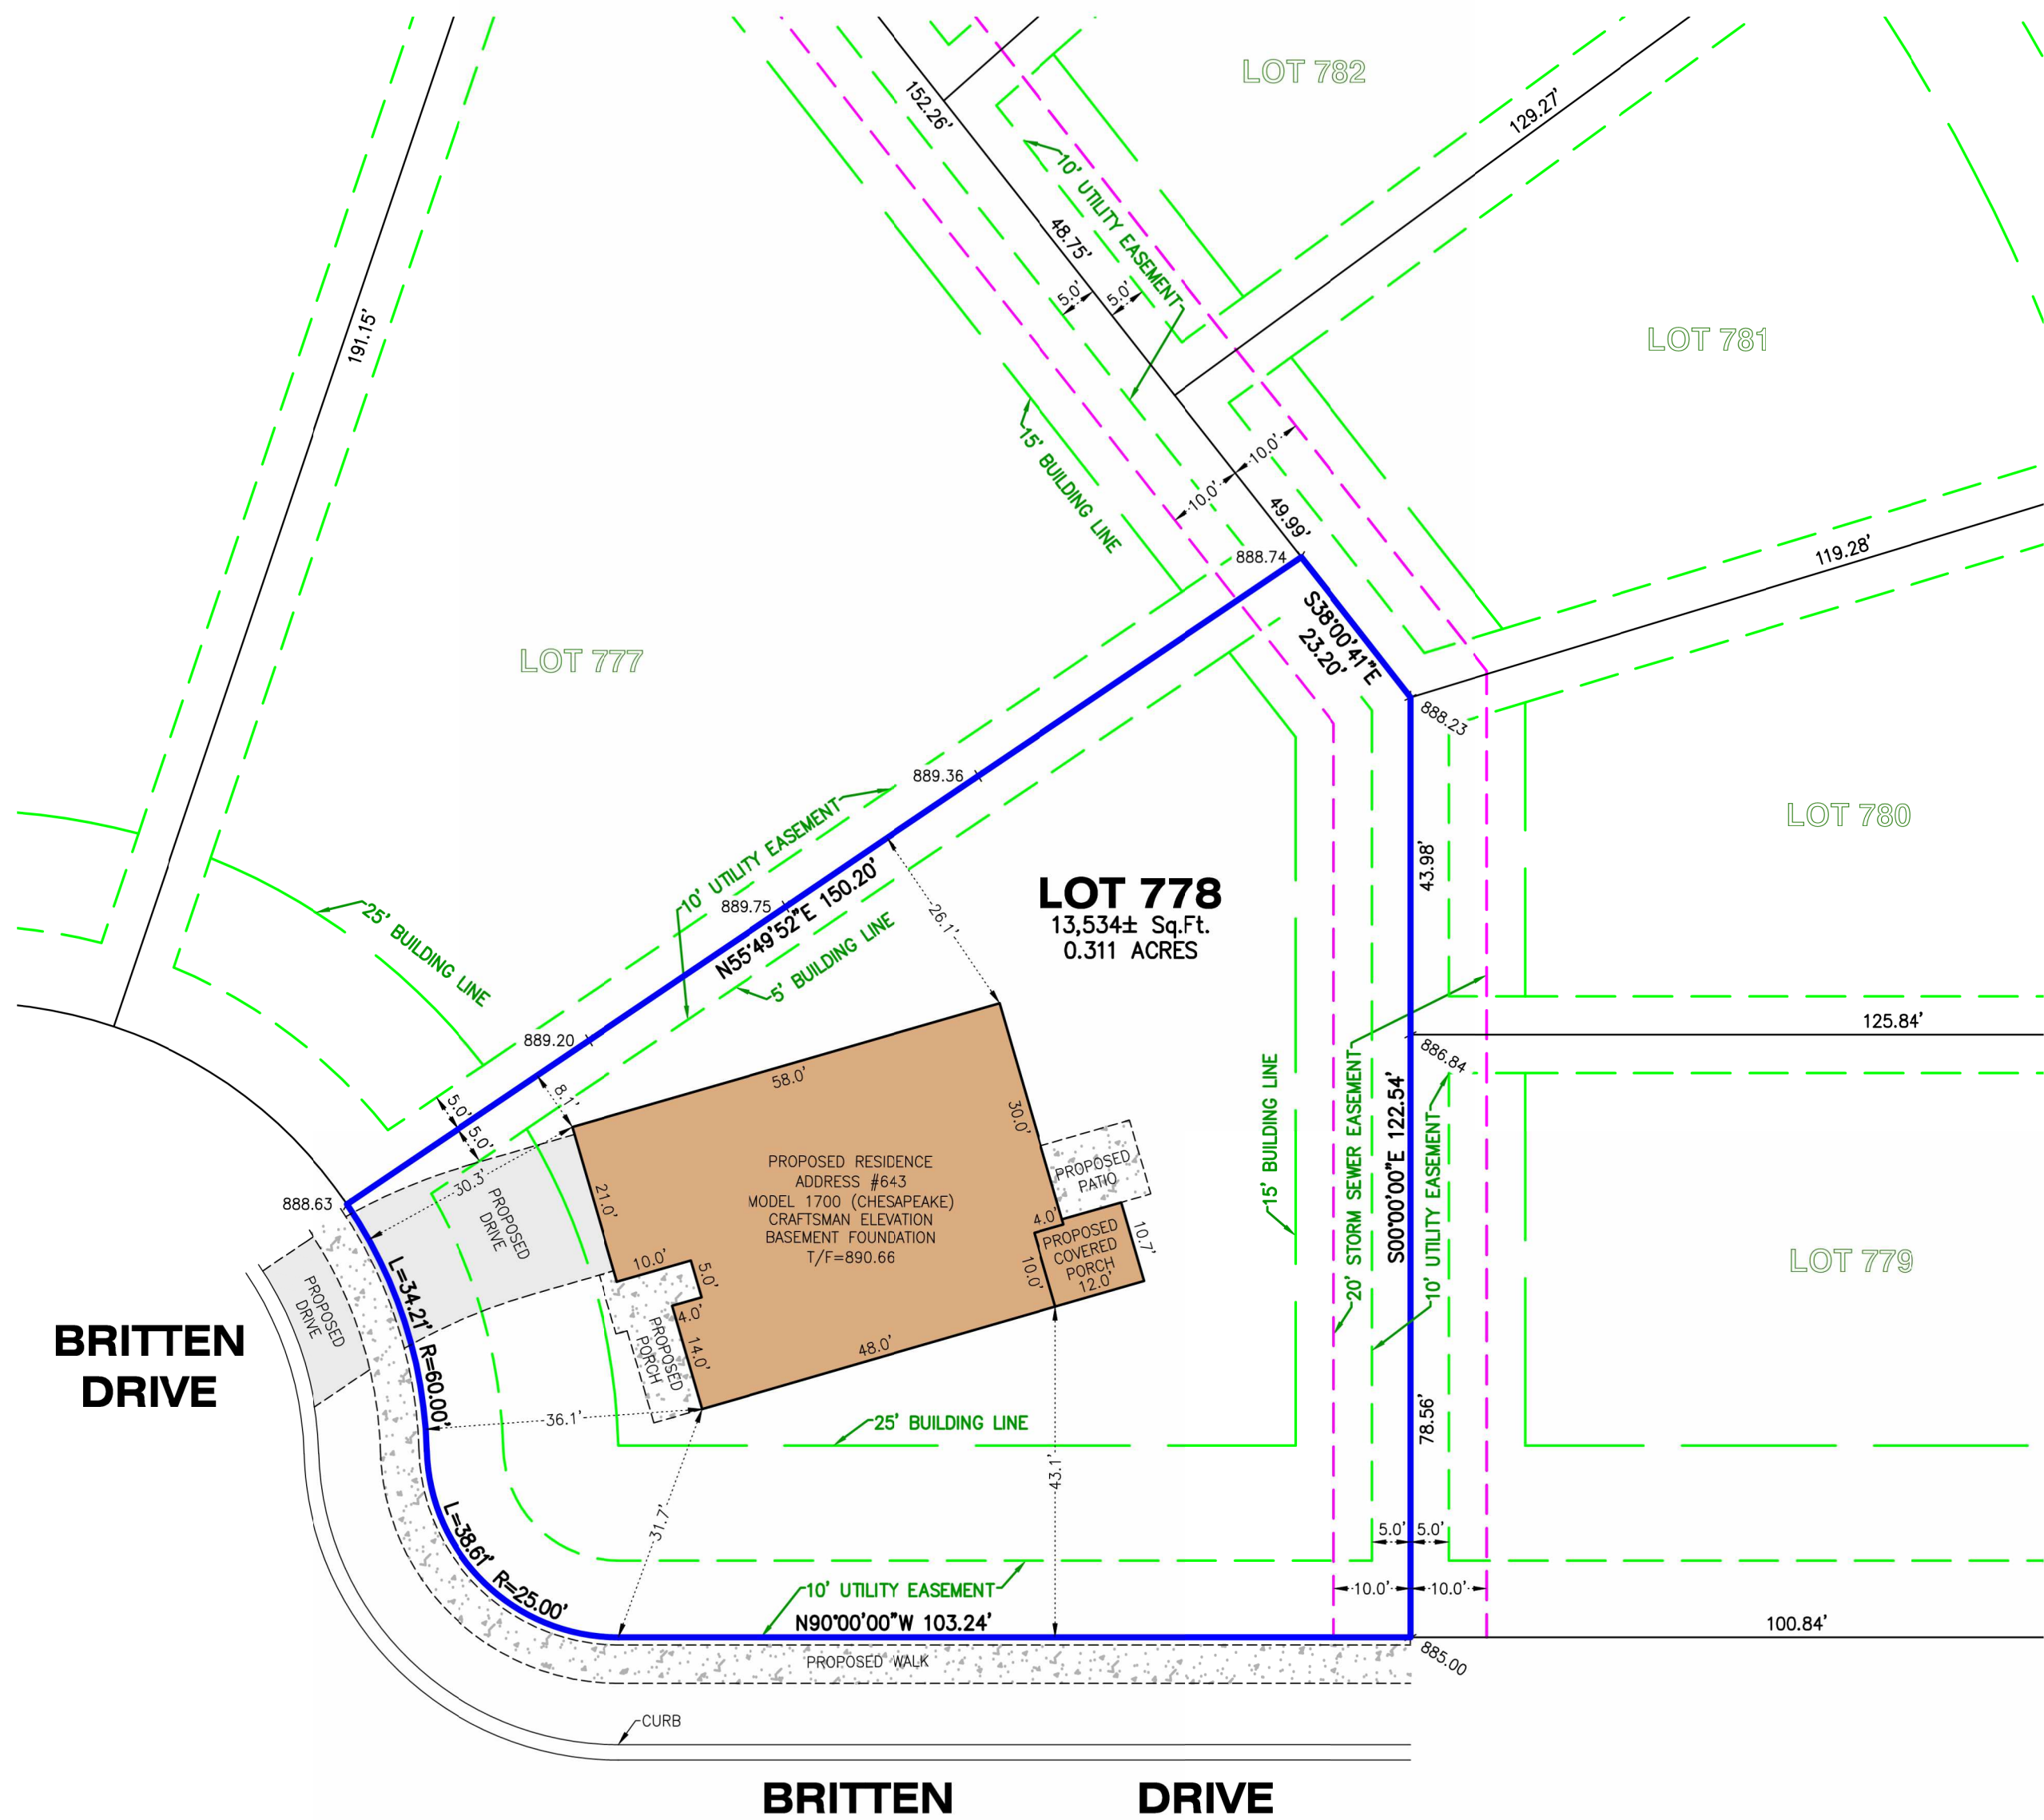 LOT 782
152.26'
129.27'
10' UTILITY EASEMENT
48.75'
5.0'
5.0'
191.15'
LOT 781
15' BUILDING LINE
10.0'
10.0'
49.99'
888.74
119.28'
S38°00'41"E
23.20'
LOT 777
888.23
889.36
LOT 780
10' UTILITY EASEMENT
43.98'
LOT 778
13,534± Sq.Ft.
0.311 ACRES
889.75
N55°49'52"E 150.20'
26.1'
5' BUILDING LINE
25' BUILDING LINE
889.20
125.84'
886.84
58.0'
8.1'
5.0'
5.0'
30.0'
30.3'
888.63
PROPOSED
DRIVE
21.0'
PROPOSED RESIDENCE
ADDRESS #643
MODEL 1700 (CHESAPEAKE)
CRAFTSMAN ELEVATION
BASEMENT FOUNDATION
T/F=890.66
PROPOSED
PATIO
4.0'
PROPOSED
COVERED
PORCH
12.0'
10.7'
10.0'
15' BUILDING LINE
20' STORM SEWER EASEMENT
S00°00'00"E 122.54'
10' UTILITY EASEMENT
LOT 779
10.0'
5.0'
4.0'
14.0'
PROPOSED
PORCH
48.0'
PROPOSED
DRIVE
BRITTEN
DRIVE
L=34.21' R=60.00'
36.1'
25' BUILDING LINE
78.56'
43.1'
31.7'
L=38.61' R=25.00'
5.0'
5.0'
10.0'
10.0'
10' UTILITY EASEMENT
N90°00'00"W 103.24'
100.84'
885.00
PROPOSED WALK
CURB
BRITTEN DRIVE